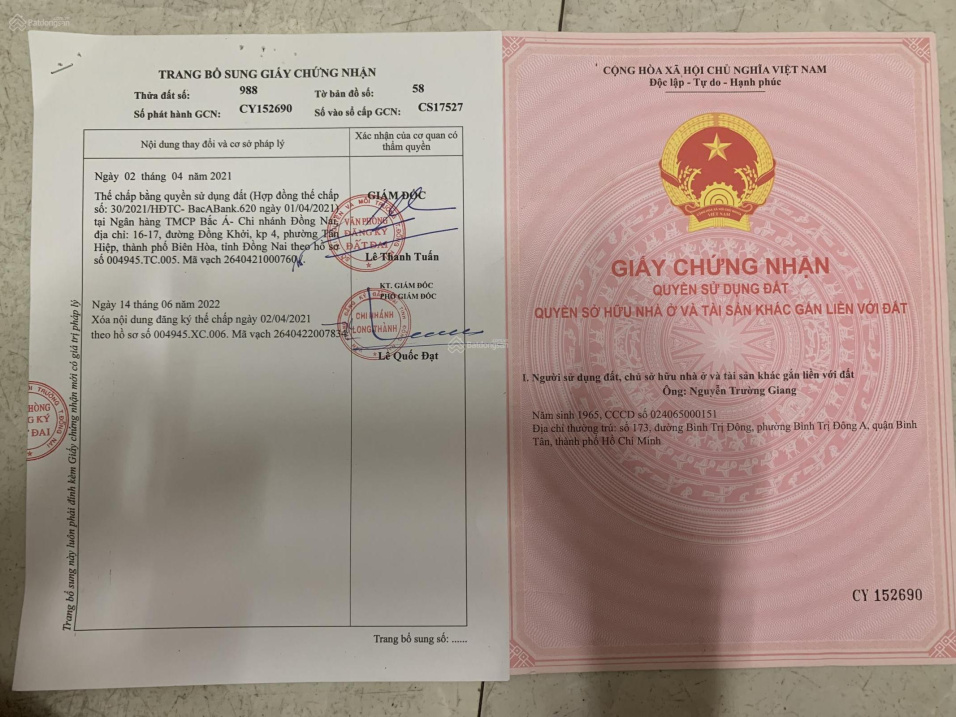 TRANG BỔ SUNG GIẤY CHỨNG NHẬN
Thửa đất số: 988 Tờ bản đồ số: 58
Số phát hành GCN: CY152690 Số vào sổ cấp GCN: CS17527
Nội dung thay đổi và cơ sở pháp lý
Xác nhận của cơ quan có
thẩm quyền
Ngày 02 tháng 04 năm 2021
Thế chấp bằng quyền sử dụng đất (Hợp đồng thế chấp
số: 30/2021/HĐTC- BacABank.620 ngày 01/04/2021)
tại Ngân hàng TMCP Bắc Á- Chi nhánh Đồng Nai,
địa chỉ: 16-17, đường Đồng Khởi, kp 4, phường Tân
Hiệp, thành phố Biên Hòa, tỉnh Đồng Nai theo hồ sơ
số 004945.TC.005. Mã vạch 2640421000760
GIÁM ĐỐC
VĂN PHÒNG
ĐĂNG KÝ
ĐẤT ĐAI
Lê Thanh Tuấn
Ngày 14 tháng 06 năm 2022
Xóa nội dung đăng ký thế chấp ngày 02/04/2021
theo hồ sơ số 004945.XC.006. Mã vạch 2640422007834
KT. GIÁM ĐỐC
PHÓ GIÁM ĐỐC
CHI NHÁNH
LONG THÀNH
Lê Quốc Đạt
Trang bổ sung này luôn phải đính kèm Giấy chứng nhận mới có giá trị pháp lý
Trang bổ sung số: ......
CỘNG HÒA XÃ HỘI CHỦ NGHĨA VIỆT NAM
Độc lập - Tự do - Hạnh phúc
VIỆT NAM
GIẤY CHỨNG NHẬN
QUYỀN SỬ DỤNG ĐẤT
QUYỀN SỞ HỮU NHÀ Ở VÀ TÀI SẢN KHÁC GẮN LIỀN VỚI ĐẤT
I. Người sử dụng đất, chủ sở hữu nhà ở và tài sản khác gắn liền với đất
Ông: Nguyễn Trường Giang
Năm sinh 1965, CCCD số 024065000151
Địa chỉ thường trú: số 173, đường Bình Trị Đông, phường Bình Trị Đông A, quận Bình
Tân, thành phố Hồ Chí Minh
CY 152690